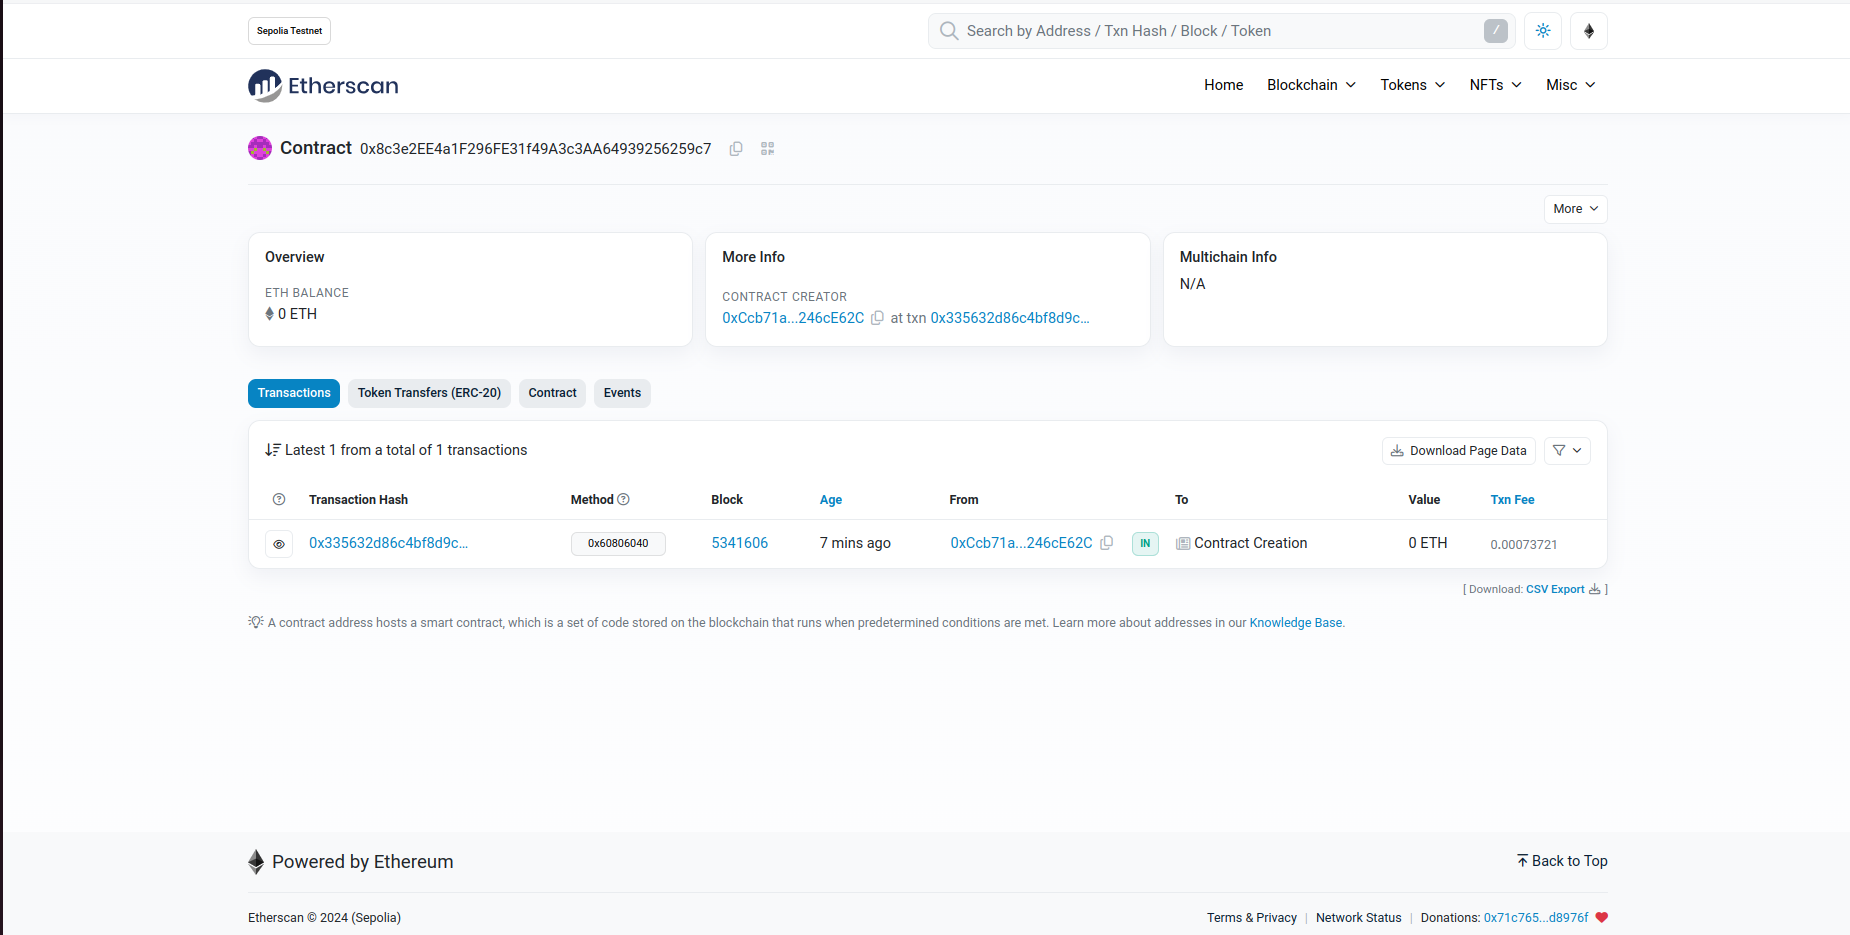 Sepolia Testnet
Search by Address / Txn Hash / Block / Token /
Etherscan
Home Blockchain Tokens NFTs Misc
Contract 0x8c3e2EE4a1F296FE31f49A3c3AA64939256259c7
More
Overview
ETH BALANCE
0 ETH
More Info
CONTRACT CREATOR
0xCcb71a...246cE62C at txn 0x335632d86c4bf8d9c...
Multichain Info
N/A
Transactions Token Transfers (ERC-20) Contract Events
Latest 1 from a total of 1 transactions
Download Page Data
Transaction Hash Method Block Age From To Value Txn Fee
0x335632d86c4bf8d9c... 0x60806040 5341606 7 mins ago 0xCcb71a...246cE62C IN Contract Creation 0 ETH 0.00073721
[ Download: CSV Export ]
A contract address hosts a smart contract, which is a set of code stored on the blockchain that runs when predetermined conditions are met. Learn more about addresses in our Knowledge Base.
Powered by Ethereum
Back to Top
Etherscan © 2024 (Sepolia)
Terms & Privacy | Network Status | Donations: 0x71c765...d8976f